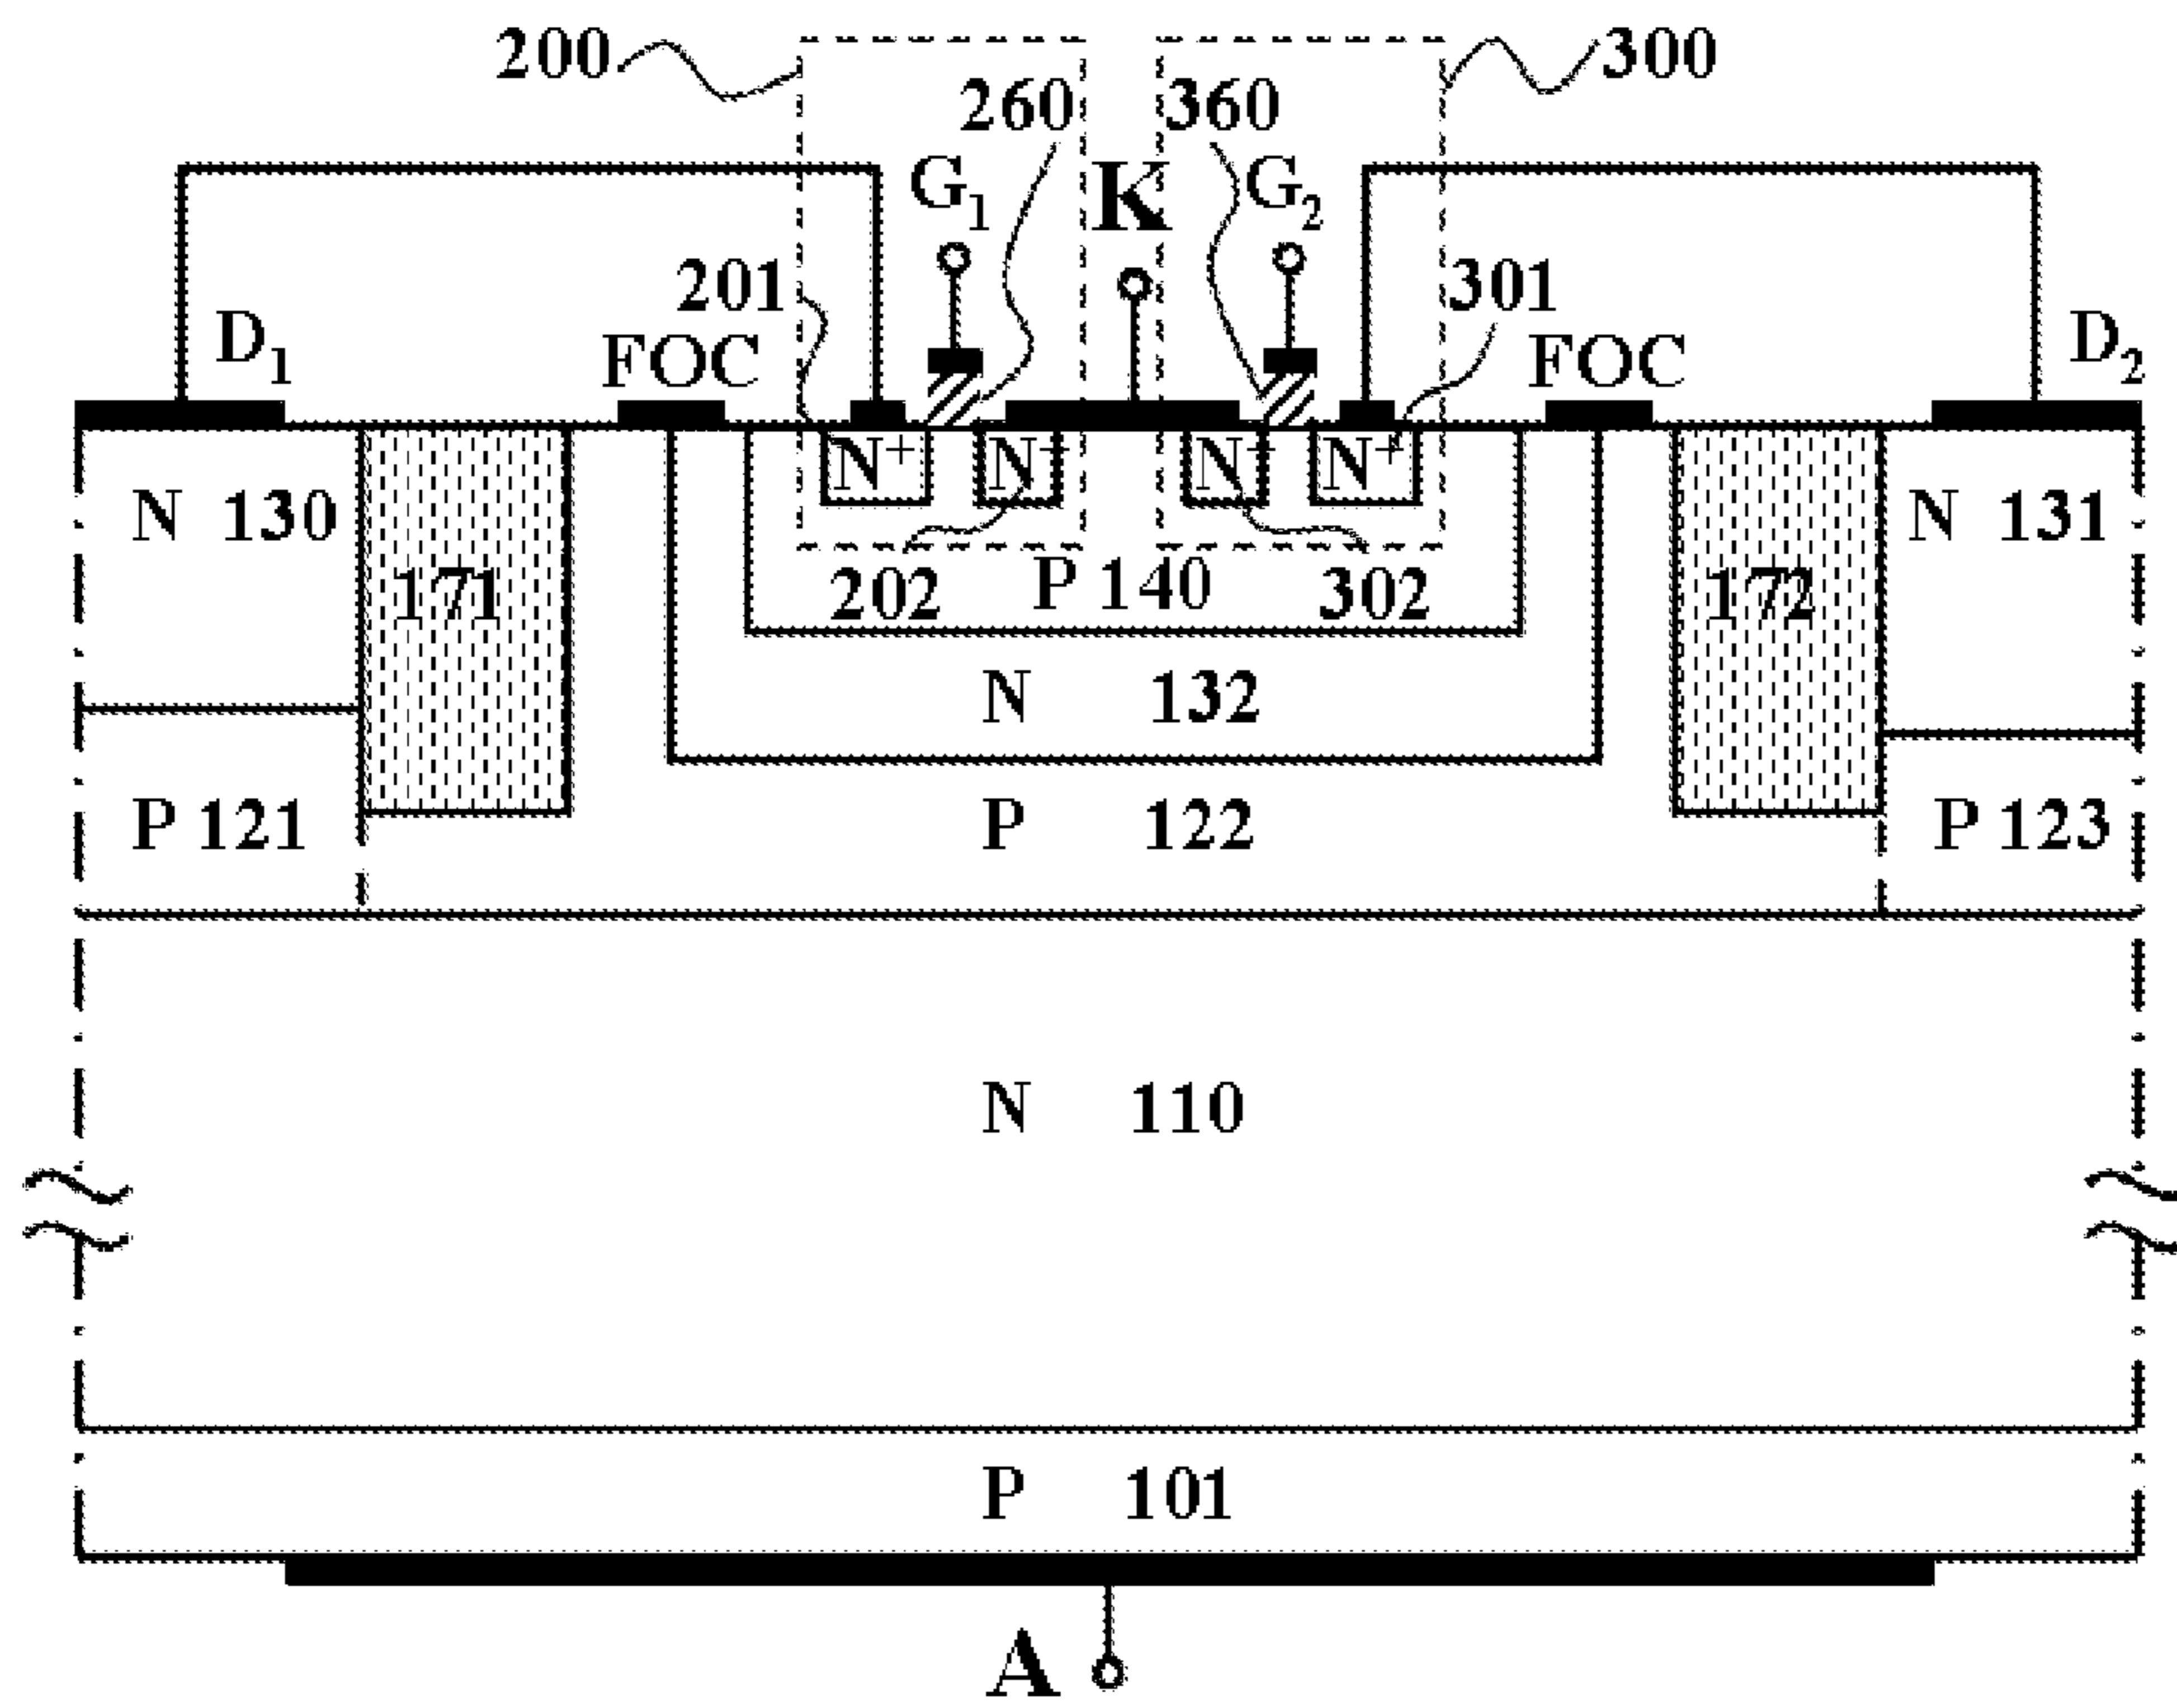 200 300
260 360
G1 K G2
201 301
D1 FOC FOC D2
N+ N+ N+ N+
N 130 N 131
171 202 P 140 302 172
N 132
P 121 P 122 P 123
N 110
P 101
A